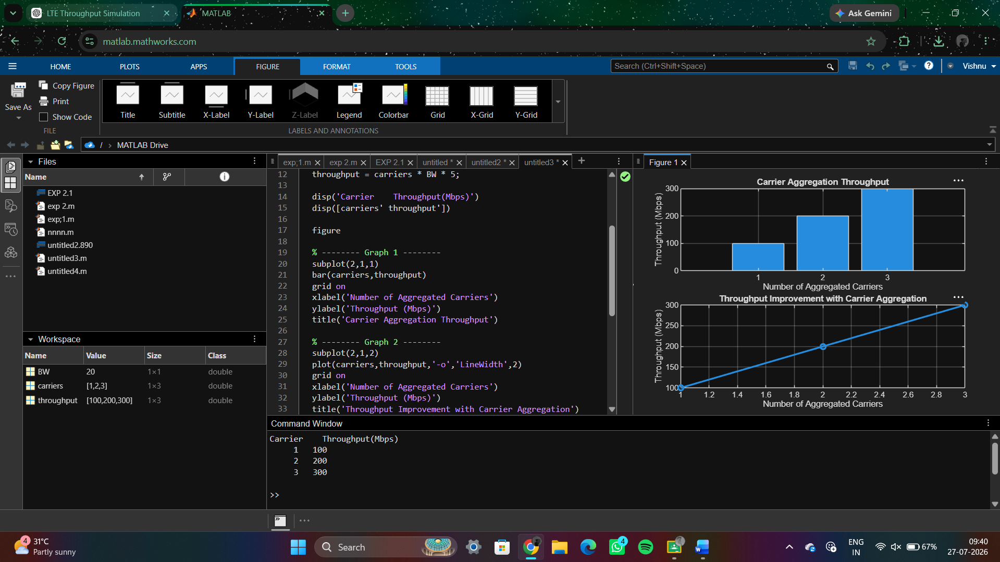 LTE Throughput Simulation
MATLAB
Ask Gemini
matlab.mathworks.com
HOME
PLOTS
APPS
FIGURE
FORMAT
TOOLS
Search (Ctrl+Shift+Space)
Vishnu
Save As
Copy Figure
Print
Show Code
FILE
Title
Subtitle
X-Label
Y-Label
Z-Label
Legend
Colorbar
Grid
X-Grid
Y-Grid
LABELS AND ANNOTATIONS
/ › MATLAB Drive
Files
Name
EXP 2.1
exp 2.m
exp;1.m
nnnn.m
untitled2.890
untitled3.m
untitled4.m
Workspace
Name Value Size Class
BW 20 1×1 double
carriers [1,2,3] 1×3 double
throughput [100,200,300] 1×3 double
exp;1.m
exp 2.m
EXP 2.1
untitled *
untitled2 *
untitled3 *
12 throughput = carriers * BW * 5;
13
14 disp('Carrier    Throughput(Mbps)')
15 disp([carriers' throughput'])
16
17 figure
18
19 % -------- Graph 1 --------
20 subplot(2,1,1)
21 bar(carriers,throughput)
22 grid on
23 xlabel('Number of Aggregated Carriers')
24 ylabel('Throughput (Mbps)')
25 title('Carrier Aggregation Throughput')
26
27 % -------- Graph 2 --------
28 subplot(2,1,2)
29 plot(carriers,throughput,'-o','LineWidth',2)
30 grid on
31 xlabel('Number of Aggregated Carriers')
32 ylabel('Throughput (Mbps)')
33 title('Throughput Improvement with Carrier Aggregation')
Figure 1
Carrier Aggregation Throughput
Throughput (Mbps)
300
200
100
0
1 2 3
Number of Aggregated Carriers
Throughput Improvement with Carrier Aggregation
Throughput (Mbps)
300
250
200
150
100
1 1.2 1.4 1.6 1.8 2 2.2 2.4 2.6 2.8 3
Number of Aggregated Carriers
Command Window
Carrier    Throughput(Mbps)
1 100
2 200
3 300
>>
4
31°C
Partly sunny
Search
4
ENG
IN
67%
09:40
27-07-2026